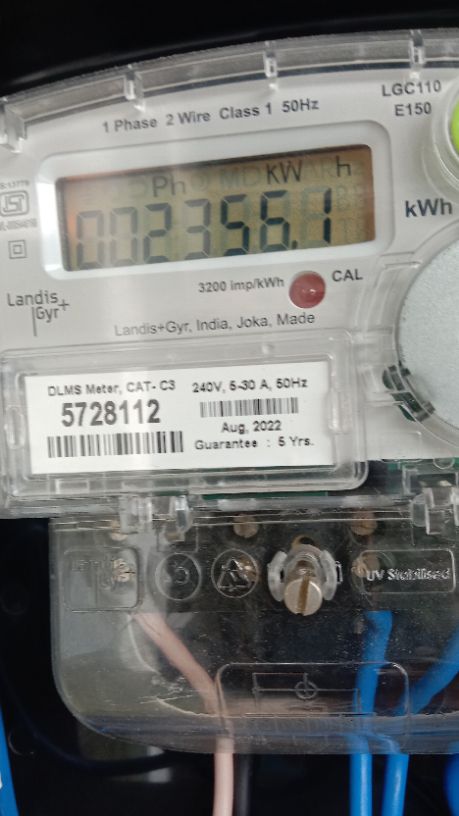 LGC110
E150
1 Phase 2 Wire Class 1 50Hz
Ph KW h
002356.1
kWh
3200 imp/kWh
CAL
Landis+
Gyr
Landis+Gyr, India, Joka, Made
DLMS Meter, CAT- C3 240V, 5-30 A, 50Hz
5728112
Aug, 2022
Guarantee : 5 Yrs.
UV Stabilised